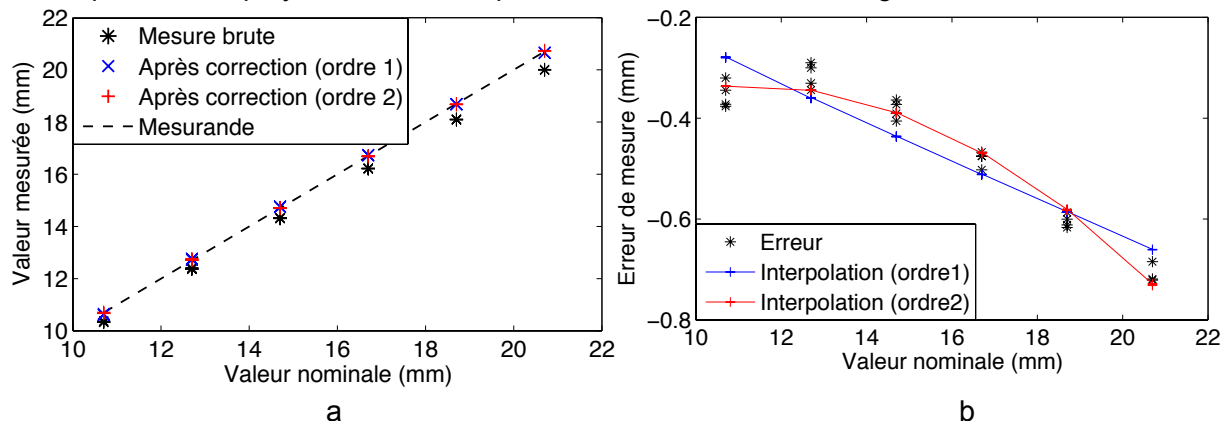 Mesure brute
Après correction (ordre 1)
Après correction (ordre 2)
Mesurande
Valeur mesurée (mm)
22
20
18
16
14
12
10
10 12 14 16 18 20 22
Valeur nominale (mm)
a
Erreur
Interpolation (ordre1)
Interpolation (ordre2)
Erreur de mesure (mm)
−0.2
−0.4
−0.6
−0.8
10 12 14 16 18 20 22
Valeur nominale (mm)
b